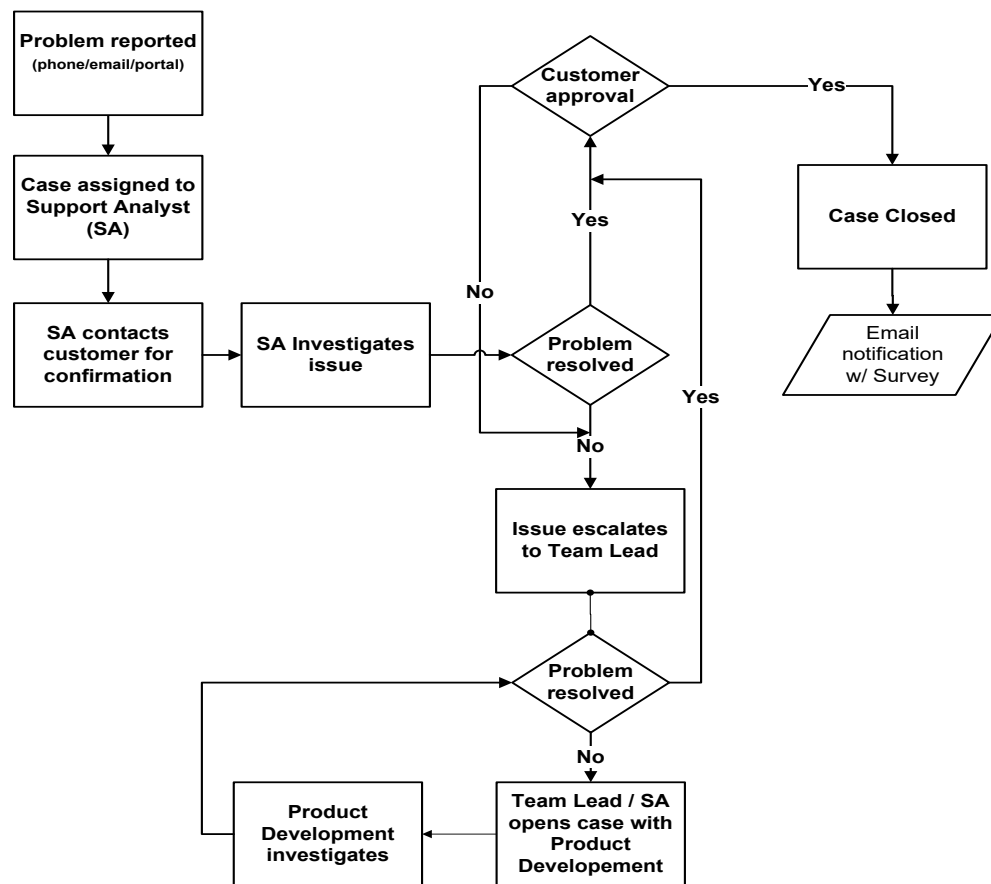 Problem reported
(phone/email/portal)
Case assigned to
Support Analyst
(SA)
SA contacts
customer for
confirmation
SA Investigates
issue
Problem
resolved
Yes
No
Customer
approval
Yes
No
Case Closed
Email
notification
w/ Survey
Issue escalates
to Team Lead
Problem
resolved
Yes
No
Team Lead / SA
opens case with
Product
Developement
Product
Development
investigates